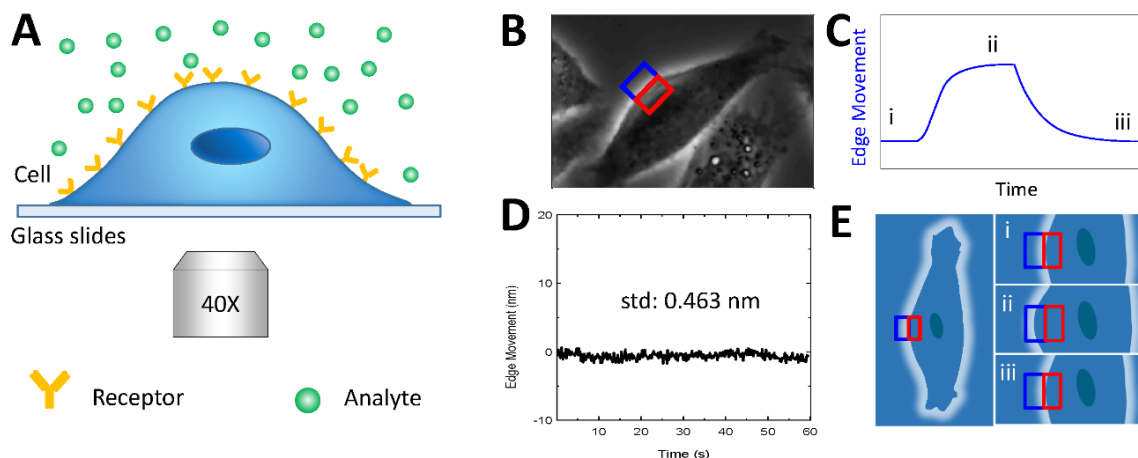 A
Cell
Glass slides
40X
Receptor
Analyte
B
C
Edge Movement
i
ii
iii
Time
D
Edge Movement (nm)
20
10
0
-10
std: 0.463 nm
10
20
30
40
50
60
Time (s)
E
i
ii
iii